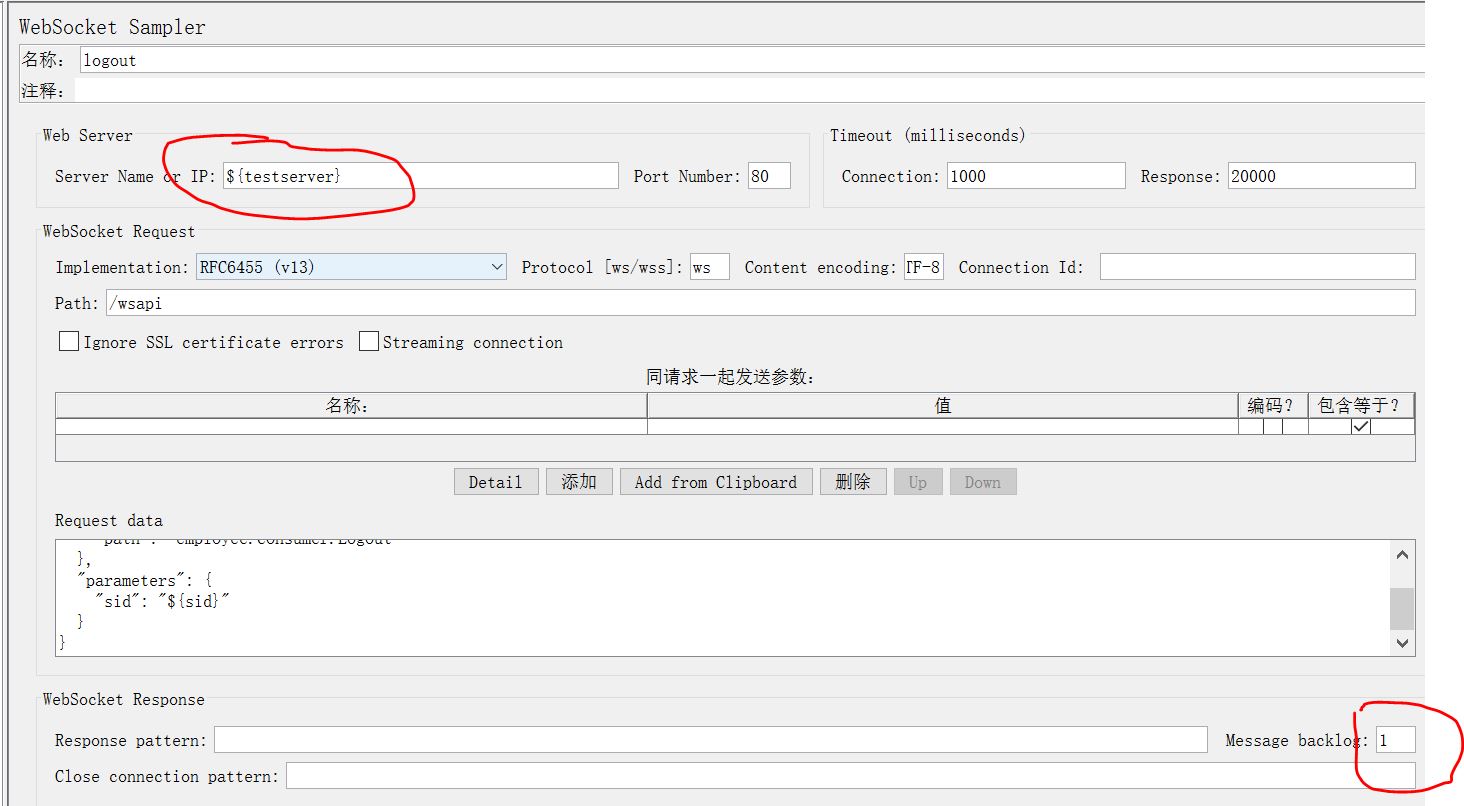 WebSocket Sampler
名称： logout
注释：
Web Server
Timeout (milliseconds)
Server Name or IP: ${testserver} Port Number: 80
Connection: 1000 Response: 20000
WebSocket Request
Implementation: RFC6455 (v13) Protocol [ws/wss]: ws Content encoding: TF-8 Connection Id:
Path: /wsapi
Ignore SSL certificate errors Streaming connection
同请求一起发送参数：
名称： 值 编码？ 包含等于？
Detail 添加 Add from Clipboard 删除 Up Down
Request data
},
"parameters": {
"sid": "${sid}"
}
}
WebSocket Response
Response pattern: Message backlog: 1
Close connection pattern: